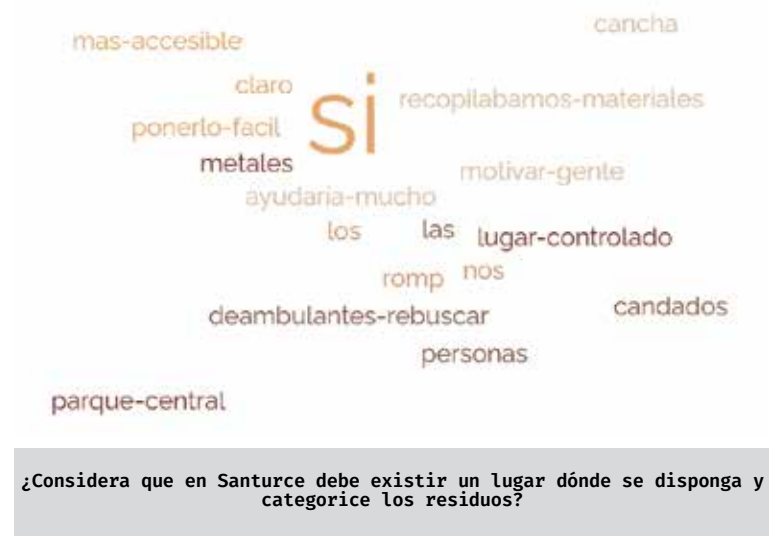 cancha
mas-accesible
claro
si
recopilabamos-materiales
ponerlo-facil
metales
motivar-gente
ayudaria-mucho
los
las
lugar-controlado
nos
romp
candados
deambulantes-rebuscar
personas
parque-central
¿Considera que en Santurce debe existir un lugar dónde se disponga y
categorice los residuos?